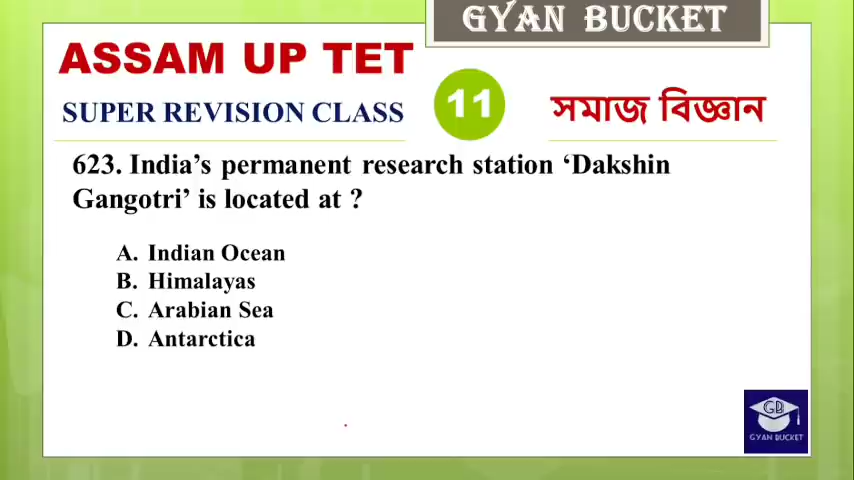 GYAN BUCKET
ASSAM UP TET
SUPER REVISION CLASS
11
সমাজ বিজ্ঞান
623. India's permanent research station ‘Dakshin
Gangotri’ is located at ?
A. Indian Ocean
B. Himalayas
C. Arabian Sea
D. Antarctica
GB
GYAN BUCKET